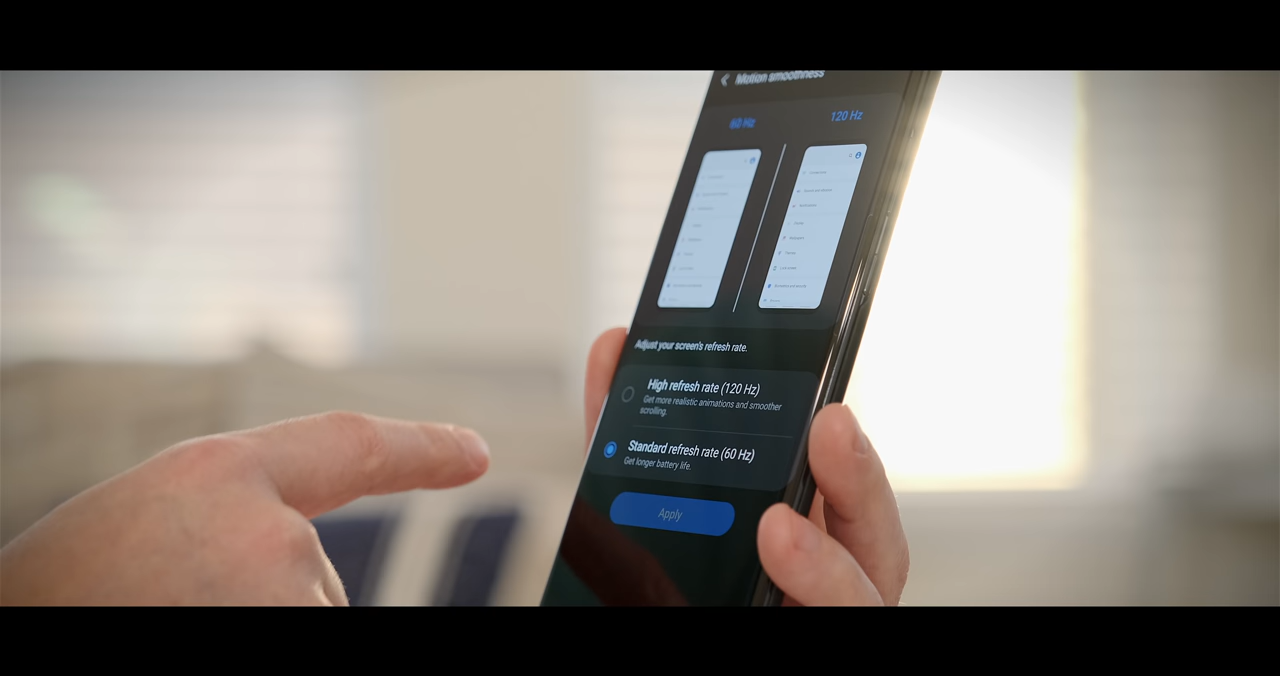 Motion smoothness
60 Hz
120 Hz
Adjust your screen's refresh rate.
High refresh rate (120 Hz)
Get more realistic animations and smoother
scrolling.
Standard refresh rate (60 Hz)
Get longer battery life.
Apply